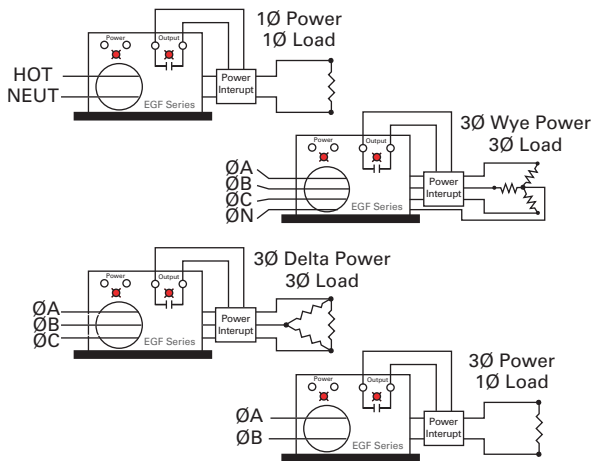 1Ø Power
1Ø Load
Power
Output
HOT
NEUT
EGF Series
Power
Interupt
3Ø Wye Power
3Ø Load
Power
Output
ØA
ØB
ØC
ØN
EGF Series
Power
Interupt
3Ø Delta Power
3Ø Load
Power
Output
ØA
ØB
ØC
EGF Series
Power
Interupt
3Ø Power
1Ø Load
Power
Output
ØA
ØB
EGF Series
Power
Interupt